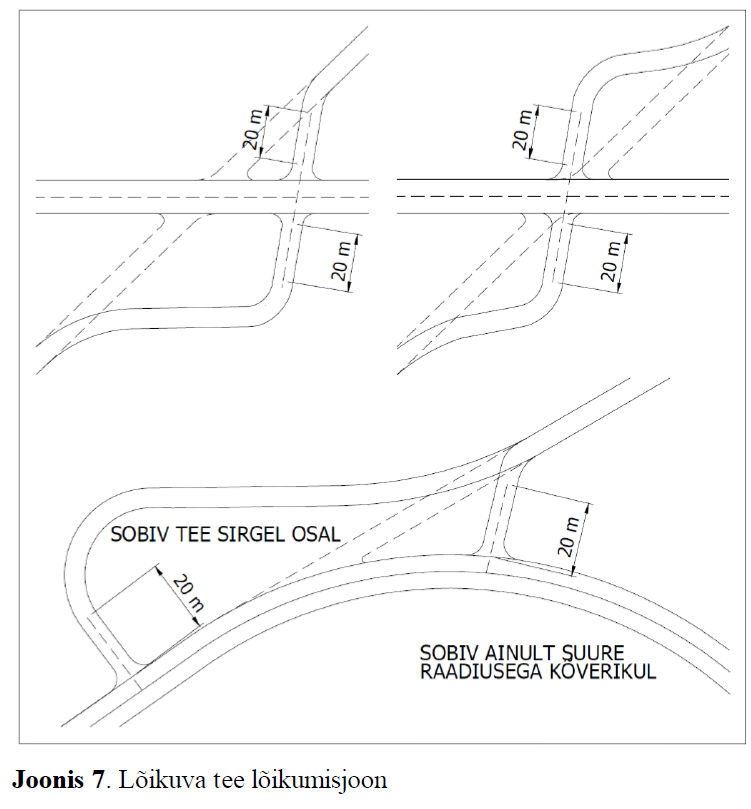 20 m
20 m
20 m
20 m
SOBIV TEE SIRGEL OSAL
20 m
20 m
SOBIV AINULT SUURE
RAADIUSEGA KÕVERIKUL
Joonis 7. Lõikuva tee lõikumisjoon